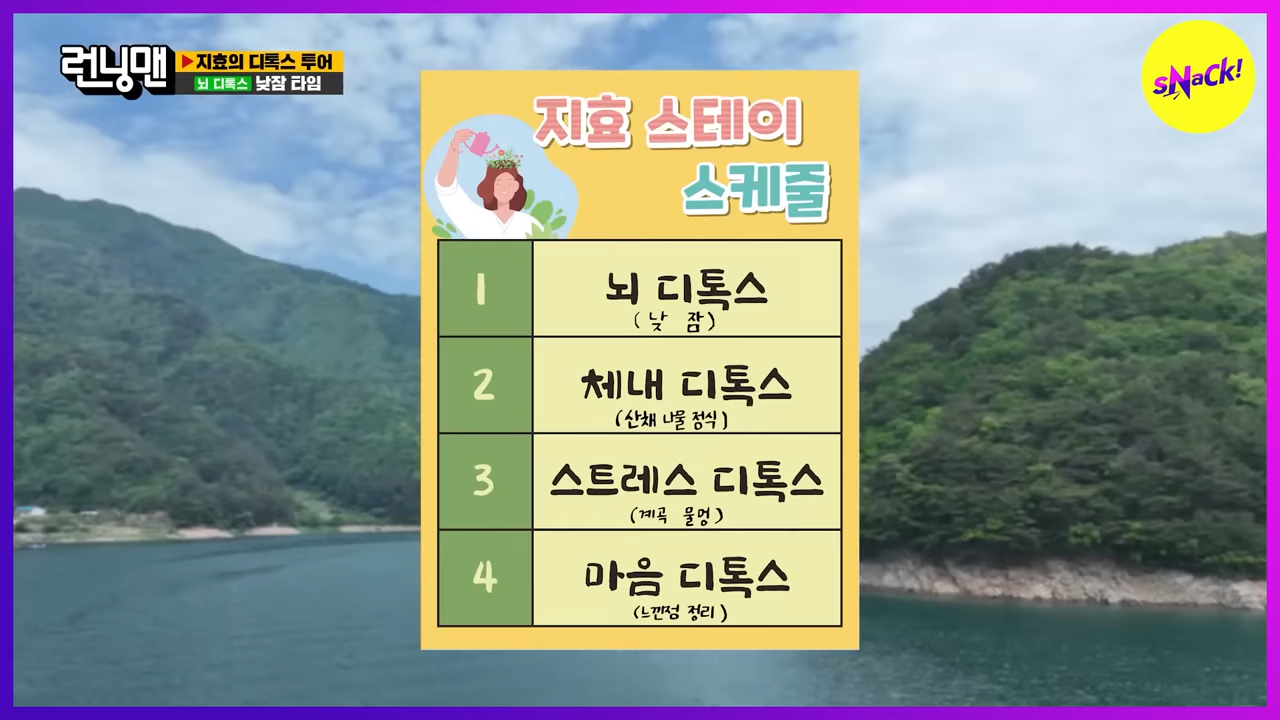 런닝맨
지효의 디톡스 투어
뇌 디톡스 낮잠 타임
sNaCk!
지효 스테이
스케줄
1 뇌 디톡스
(낮 잠)
2 체내 디톡스
(산채 나물 정식)
3 스트레스 디톡스
(계곡 물멍)
4 마음 디톡스
(느낀점 정리)